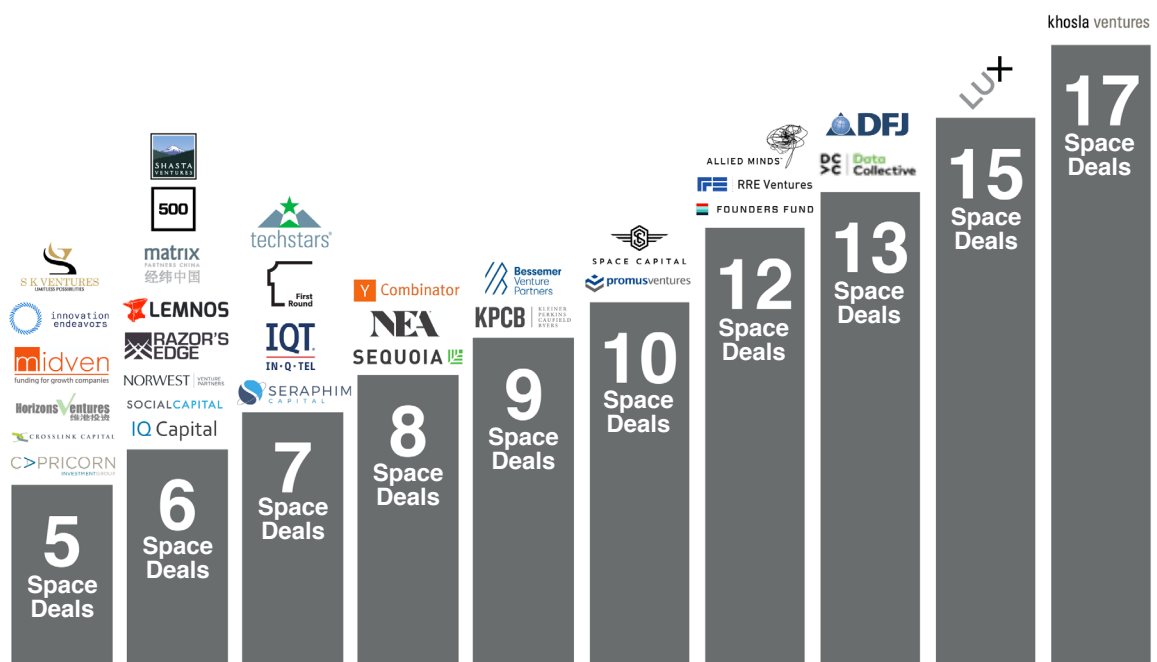 S K VENTURES
LIMITLESS POSSIBILITIES
innovation
endeavors
midven
funding for growth companies
Horizons Ventures
维港投资
CROSSLINK CAPITAL
CAPRICORN
INVESTMENT GROUP
5
Space
Deals
SHASTA
VENTURES
500
matrix
PARTNERS CHINA
经纬中国
LEMNOS
RAZOR'S
EDGE
NORWEST VENTURE
PARTNERS
SOCIALCAPITAL
IQ Capital
6
Space
Deals
techstars
1
First
Round
IQT
IN·Q·TEL
SERAPHIM
CAPITAL
7
Space
Deals
Y Combinator
NEA
SEQUOIA
8
Space
Deals
Bessemer
Venture
Partners
KPCB KLEINER
PERKINS
CAUFIELD
BYERS
9
Space
Deals
SPACE CAPITAL
promusventures
10
Space
Deals
ALLIED MINDS
RRE Ventures
FOUNDERS FUND
12
Space
Deals
DFJ
DC Data
VC Collective
13
Space
Deals
LU+
15
Space
Deals
khosla ventures
17
Space
Deals